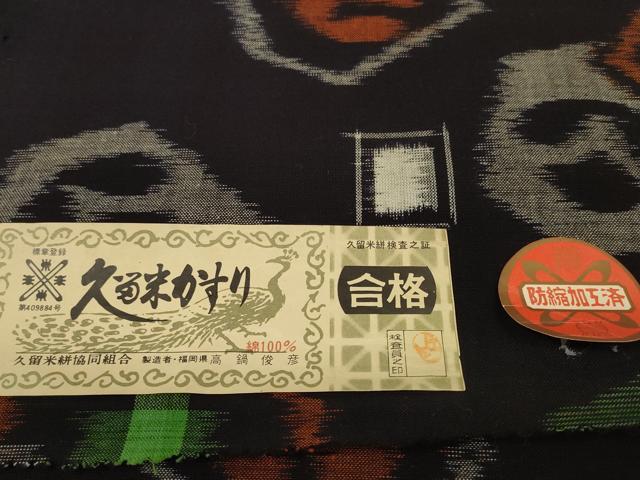 標章登録
第409884号
久留米かすり
綿100%
久留米絣協同組合 製造者・福岡県 高鍋俊彦
久留米絣検査之証
合格
検査員之印
防縮加工済